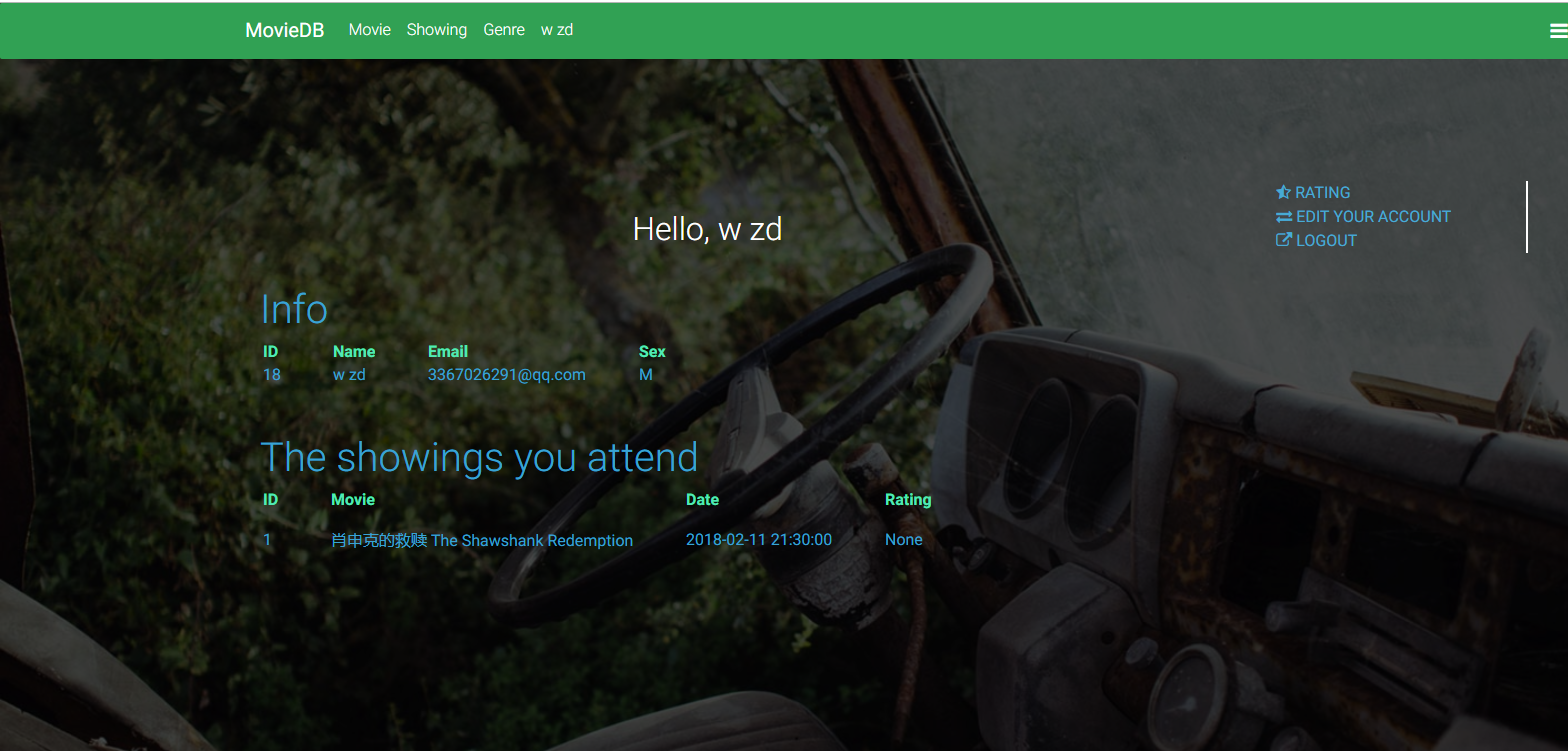 MovieDB Movie Showing Genre w zd
RATING
EDIT YOUR ACCOUNT
LOGOUT
Hello, w zd
Info
ID Name Email Sex
18 w zd 3367026291@qq.com M
The showings you attend
ID Movie Date Rating
1 肖申克的救赎 The Shawshank Redemption 2018-02-11 21:30:00 None